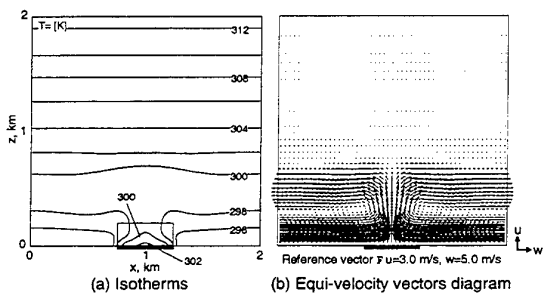 2
T= [K]
312
308
z, km
1
304
300
300
298
296
0
0
1
302
2
x, km
u
w
Reference vector F u=3.0 m/s, w=5.0 m/s
(a) Isotherms
(b) Equi-velocity vectors diagram